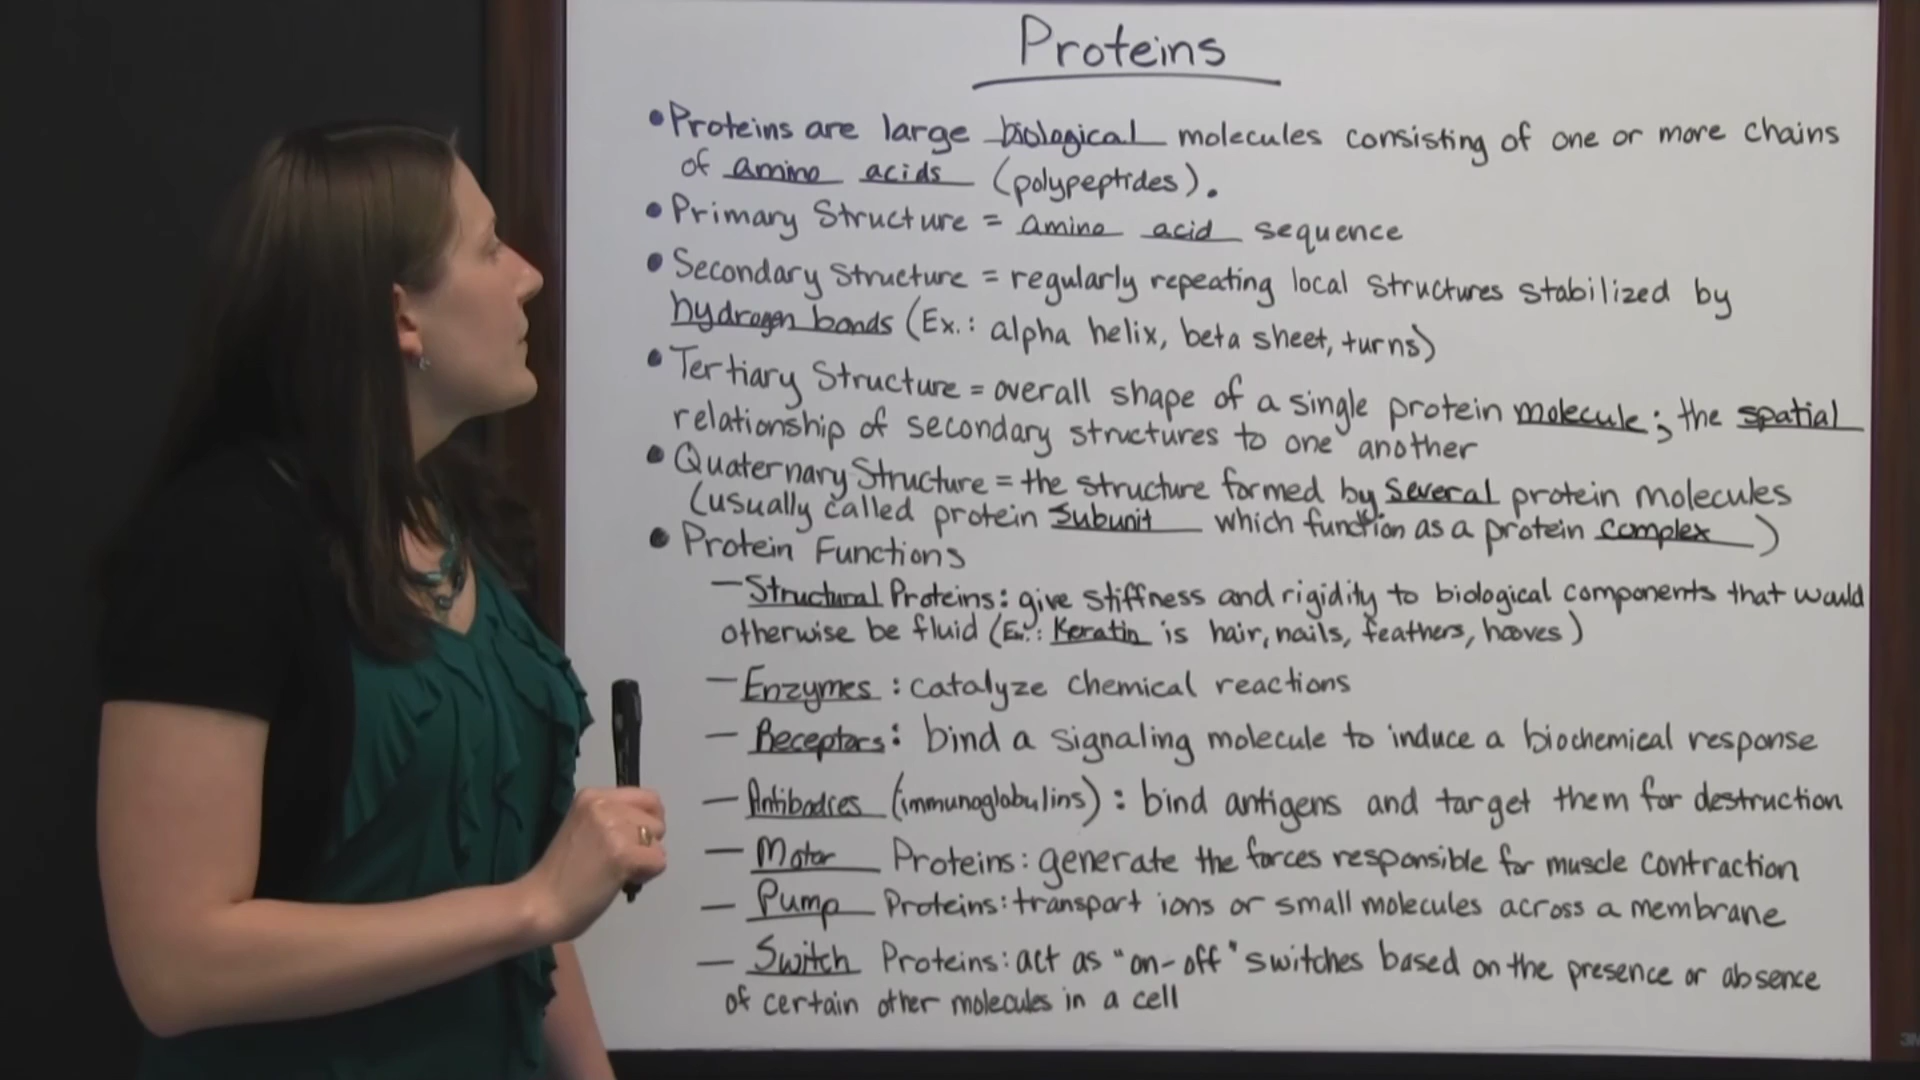 Proteins
• Proteins are large biological molecules consisting of one or more chains
of amino acids (polypeptides).
• Primary Structure = amino acid sequence
• Secondary Structure = regularly repeating local structures stabilized by
hydrogen bonds (Ex.: alpha helix, beta sheet, turns)
• Tertiary Structure = overall shape of a single protein molecule; the spatial
relationship of secondary structures to one another
• Quaternary Structure = the structure formed by several protein molecules
(usually called protein subunit which function as a protein complex)
• Protein Functions
— Structural Proteins: give stiffness and rigidity to biological components that would
otherwise be fluid (Ex.: Keratin is hair, nails, feathers, hooves)
— Enzymes: catalyze chemical reactions
— Receptors: bind a signaling molecule to induce a biochemical response
— Antibodies (immunoglobulins): bind antigens and target them for destruction
— Motor Proteins: generate the forces responsible for muscle contraction
— Pump Proteins: transport ions or small molecules across a membrane
— Switch Proteins: act as "on-off" switches based on the presence or absence
of certain other molecules in a cell
3M